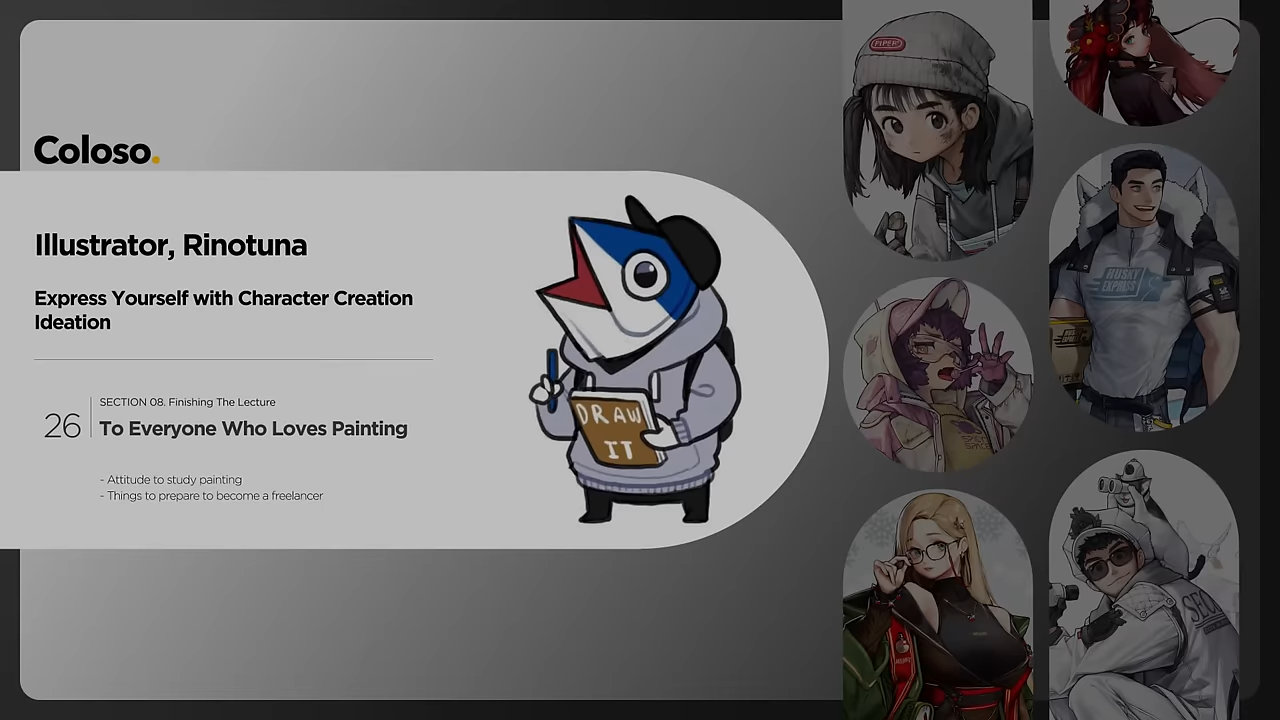 Coloso.
Illustrator, Rinotuna
Express Yourself with Character Creation
Ideation
26
SECTION 08. Finishing The Lecture
To Everyone Who Loves Painting
- Attitude to study painting
- Things to prepare to become a freelancer
DRAW
IT
PIPER
HUSKY
EXPRESS